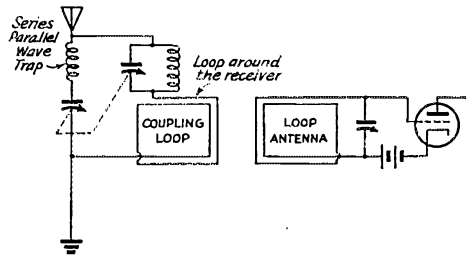 Series
Parallel
Wave
Trap
Loop around
the receiver
COUPLING
LOOP
LOOP
ANTENNA